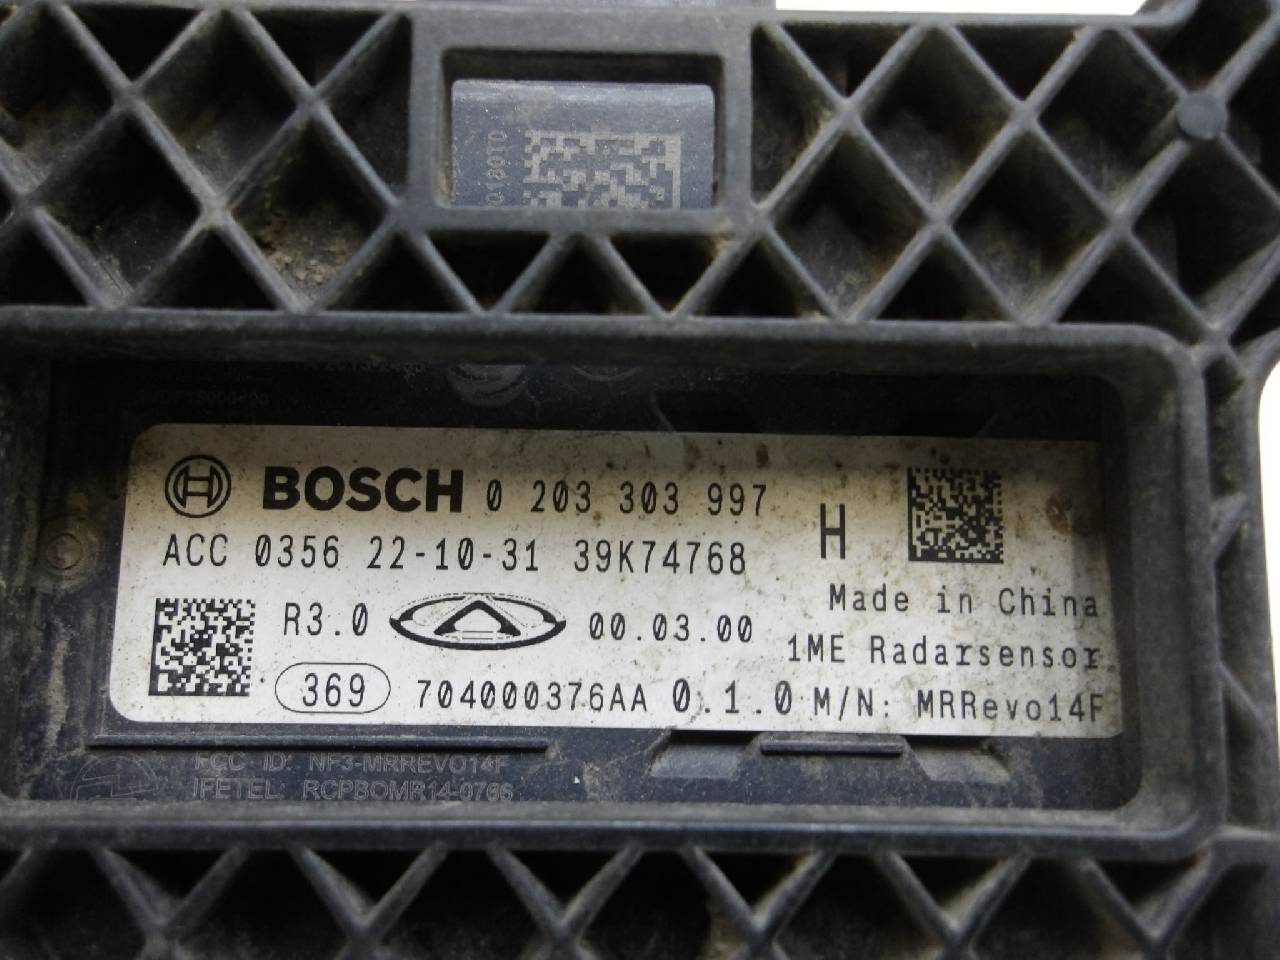 Q180T0
BOSCH 0 203 303 997
H
ACC 0356 22-10-31 39K74768
Made in China
R3.0 00.03.00
1ME Radarsensor
369 704000376AA 0.1.0 M/N: MRRevo14F
FCC ID: NF3-MRREVO14F
IFETEL: RCPBOMR14-0766